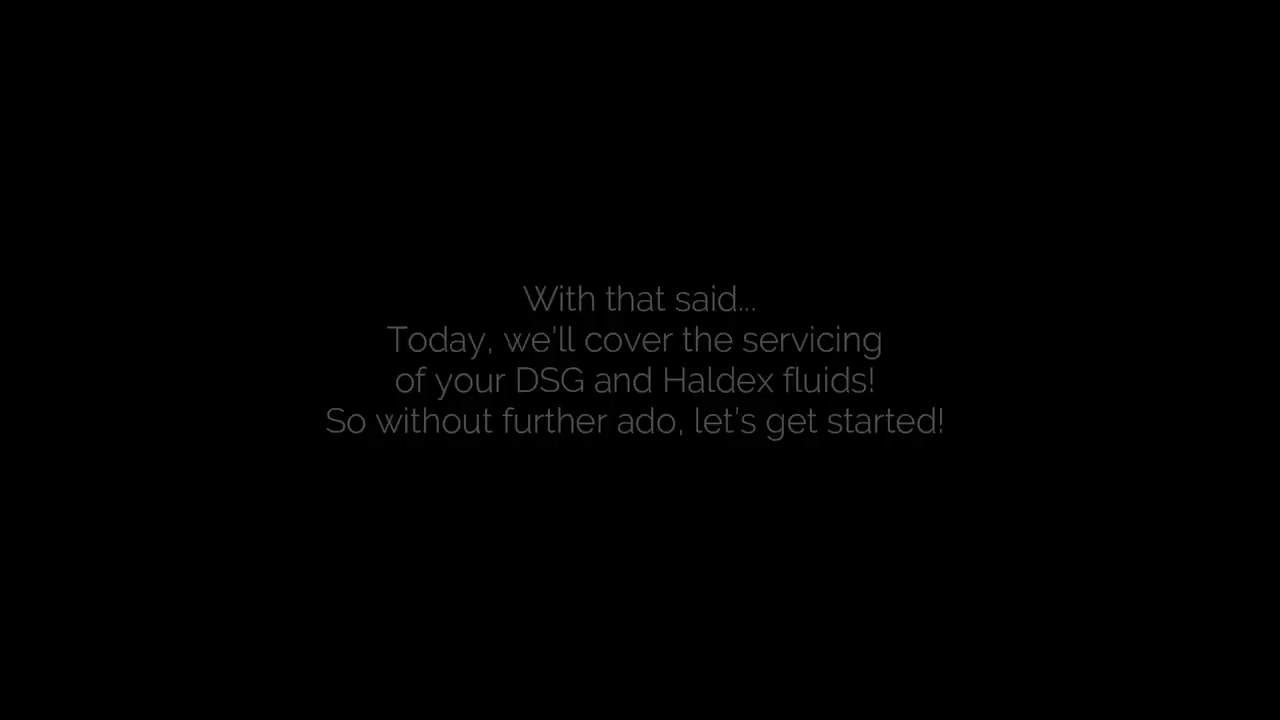 With that said...
Today, we'll cover the servicing
of your DSG and Haldex fluids!
So without further ado, let's get started!